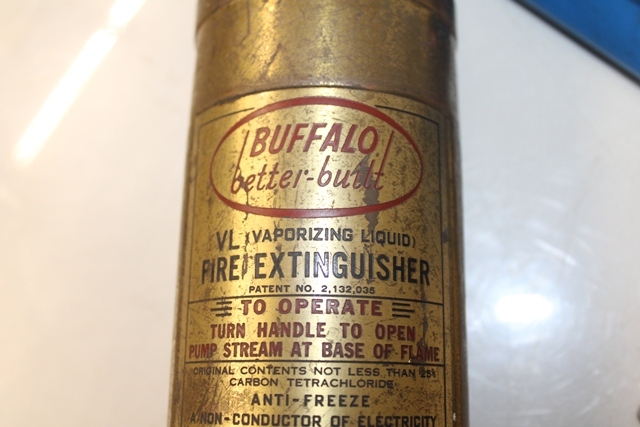 BUFFALO
better-built
VL (VAPORIZING LIQUID)
FIRE EXTINGUISHER
PATENT NO. 2,132,036
TO OPERATE
TURN HANDLE TO OPEN
PUMP STREAM AT BASE OF FLAME
ORIGINAL CONTENTS NOT LESS THAN
CARBON TETRACHLORIDE
ANTI-FREEZE
A NON-CONDUCTOR OF ELECTRICITY